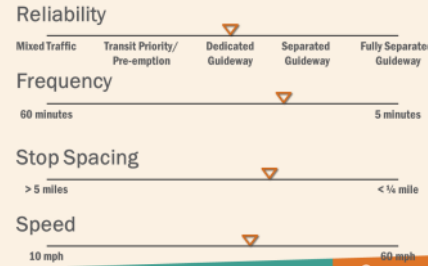 Reliability
Mixed Traffic Transit Priority/ Dedicated Separated Fully Separate
Pre-emption Guideway Guideway Guideway
Frequency
60 minutes 5 minutes
Stop Spacing
> 5 miles < ¼ mile
Speed
10 mph 60 mph